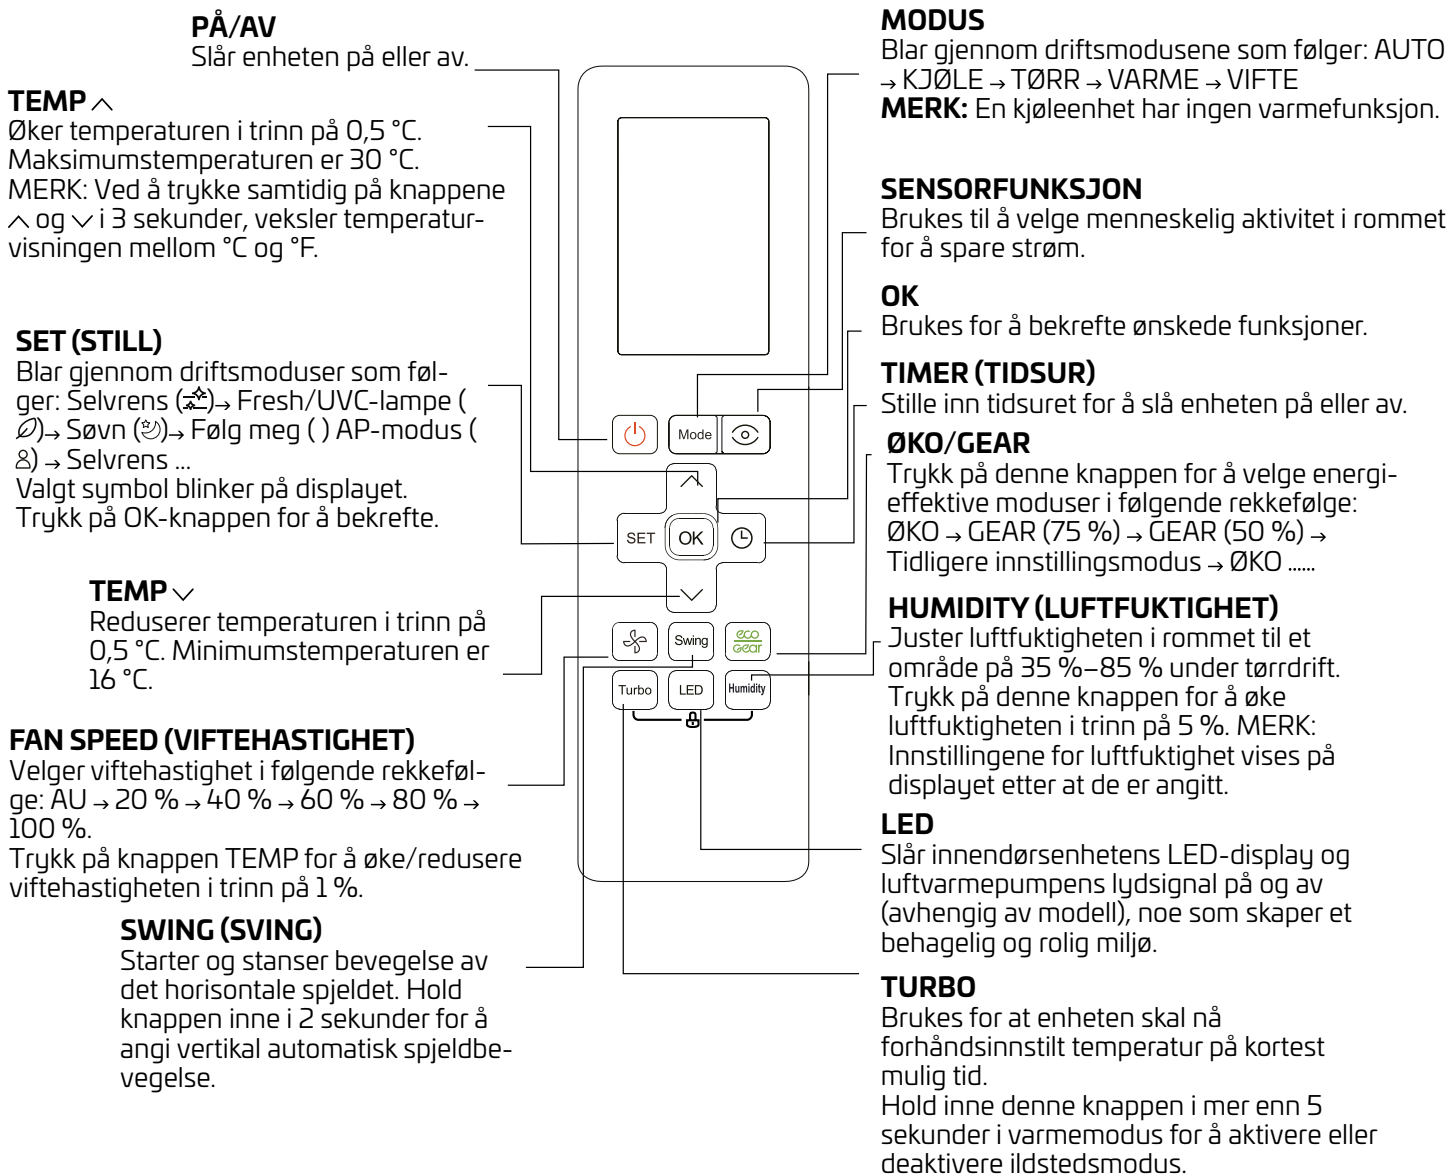 PÅ/AV
Slår enheten på eller av.
TEMP ︿
Øker temperaturen i trinn på 0,5 °C.
Maksimumstemperaturen er 30 °C.
MERK: Ved å trykke samtidig på knappene
︿ og ﹀ i 3 sekunder, veksler temperatur-
visningen mellom °C og °F.
SET (STILL)
Blar gjennom driftsmoduser som føl-
ger: Selvrens ( )→ Fresh/UVC-lampe (
)→ Søvn ( )→ Følg meg ( ) AP-modus (
) → Selvrens ...
Valgt symbol blinker på displayet.
Trykk på OK-knappen for å bekrefte.
TEMP ﹀
Reduserer temperaturen i trinn på
0,5 °C. Minimumstemperaturen er
16 °C.
FAN SPEED (VIFTEHASTIGHET)
Velger viftehastighet i følgende rekkeføl-
ge: AU → 20 % → 40 % → 60 % → 80 % →
100 %.
Trykk på knappen TEMP for å øke/redusere
viftehastigheten i trinn på 1 %.
SWING (SVING)
Starter og stanser bevegelse av
det horisontale spjeldet. Hold
knappen inne i 2 sekunder for å
angi vertikal automatisk spjeldbe-
vegelse.
Mode
SET
OK
Swing
eco
Gear
Turbo
LED
Humidity
MODUS
Blar gjennom driftsmodusene som følger: AUTO
→ KJØLE → TØRR → VARME → VIFTE
MERK: En kjøleenhet har ingen varmefunksjon.
SENSORFUNKSJON
Brukes til å velge menneskelig aktivitet i rommet
for å spare strøm.
OK
Brukes for å bekrefte ønskede funksjoner.
TIMER (TIDSUR)
Stille inn tidsuret for å slå enheten på eller av.
ØKO/GEAR
Trykk på denne knappen for å velge energi-
effektive moduser i følgende rekkefølge:
ØKO → GEAR (75 %) → GEAR (50 %) →
Tidligere innstillingsmodus → ØKO ......
HUMIDITY (LUFTFUKTIGHET)
Juster luftfuktigheten i rommet til et
område på 35 %–85 % under tørrdrift.
Trykk på denne knappen for å øke
luftfuktigheten i trinn på 5 %. MERK:
Innstillingene for luftfuktighet vises på
displayet etter at de er angitt.
LED
Slår innendørsenhetens LED-display og
luftvarmepumpens lydsignal på og av
(avhengig av modell), noe som skaper et
behagelig og rolig miljø.
TURBO
Brukes for at enheten skal nå
forhåndsinnstilt temperatur på kortest
mulig tid.
Hold inne denne knappen i mer enn 5
sekunder i varmemodus for å aktivere eller
deaktivere ildstedsmodus.